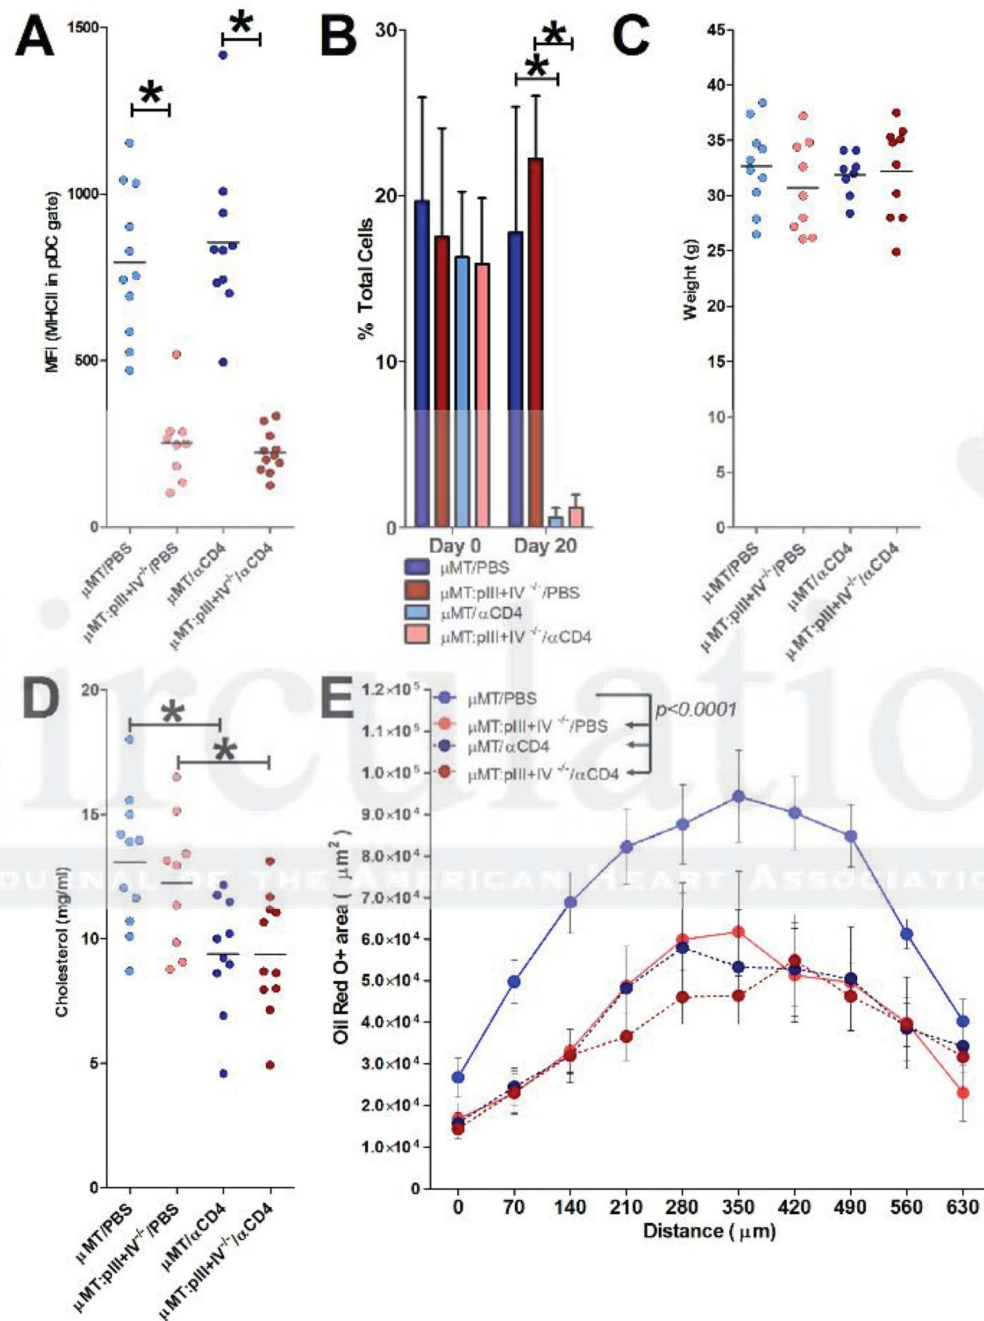 A
1500
1000
500
0
MFI (MHCII in pDC gate)
*
*
μMT/PBS
μMT:pIII+IV⁻/⁻/PBS
μMT/αCD4
μMT:pIII+IV⁻/⁻/αCD4
B
30
20
10
0
% Total Cells
*
*
Day 0 Day 20
μMT/PBS
μMT:pIII+IV ⁻/⁻/PBS
μMT/αCD4
μMT:pIII+IV ⁻/⁻/αCD4
C
45
40
35
30
25
20
15
10
5
0
Weight (g)
μMT/PBS
μMT:pIII+IV⁻/⁻/PBS
μMT/αCD4
μMT:pIII+IV⁻/⁻/αCD4
D
20
15
10
5
0
Cholesterol (mg/ml)
*
*
μMT/PBS
μMT:pIII+IV⁻/⁻/PBS
μMT/αCD4
μMT:pIII+IV⁻/⁻/αCD4
E
1.2×10⁵
1.1×10⁵
1.0×10⁵
9.0×10⁴
8.0×10⁴
7.0×10⁴
6.0×10⁴
5.0×10⁴
4.0×10⁴
3.0×10⁴
2.0×10⁴
1.0×10⁴
0
Oil Red O+ area ( μm²)
μMT/PBS
μMT:pIII+IV ⁻/⁻/PBS
μMT/αCD4
μMT:pIII+IV ⁻/⁻/αCD4
p<0.0001
0 70 140 210 280 350 420 490 560 630
Distance ( μm)
irculatio
OURNAL OF THE AMERICAN HEART ASSOCIATIO